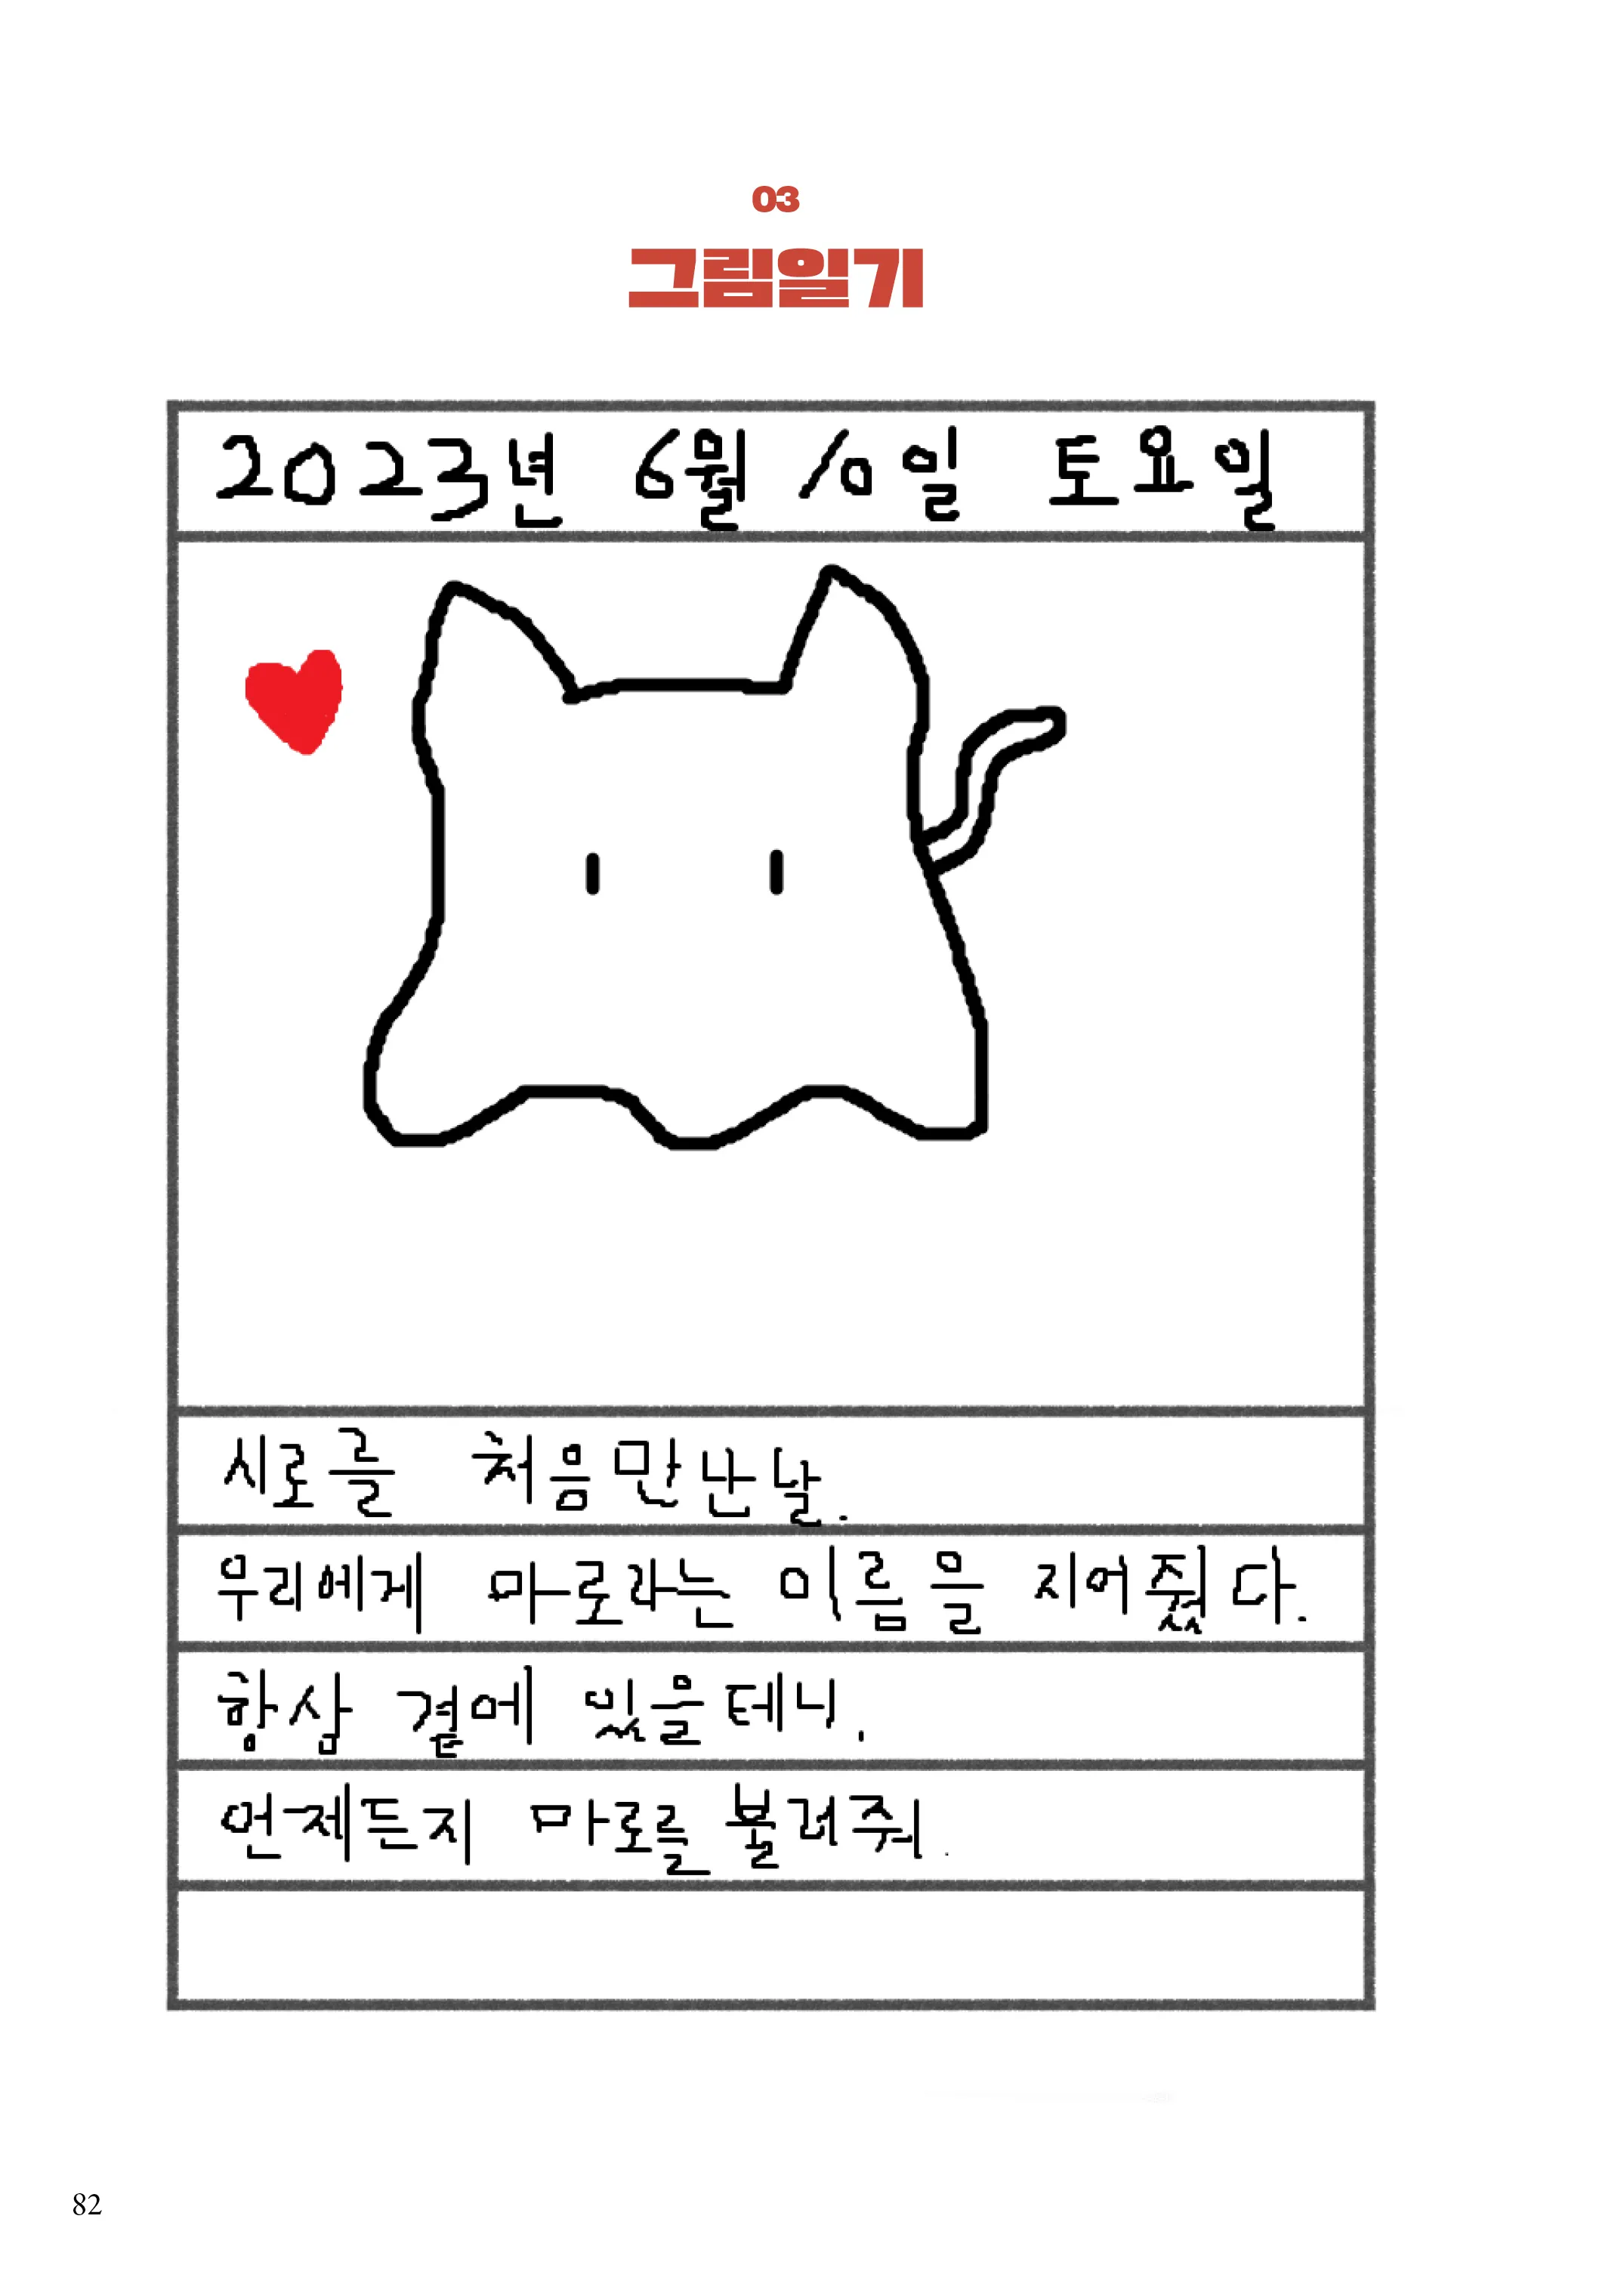 03
그림일기
2023년 6월 10일 토요일
시로를 처음만난날.
우리에게 마로라는 이름을 지어줬다.
항상 곁에 있을테니,
언제든지 마로를 불러줘.
82